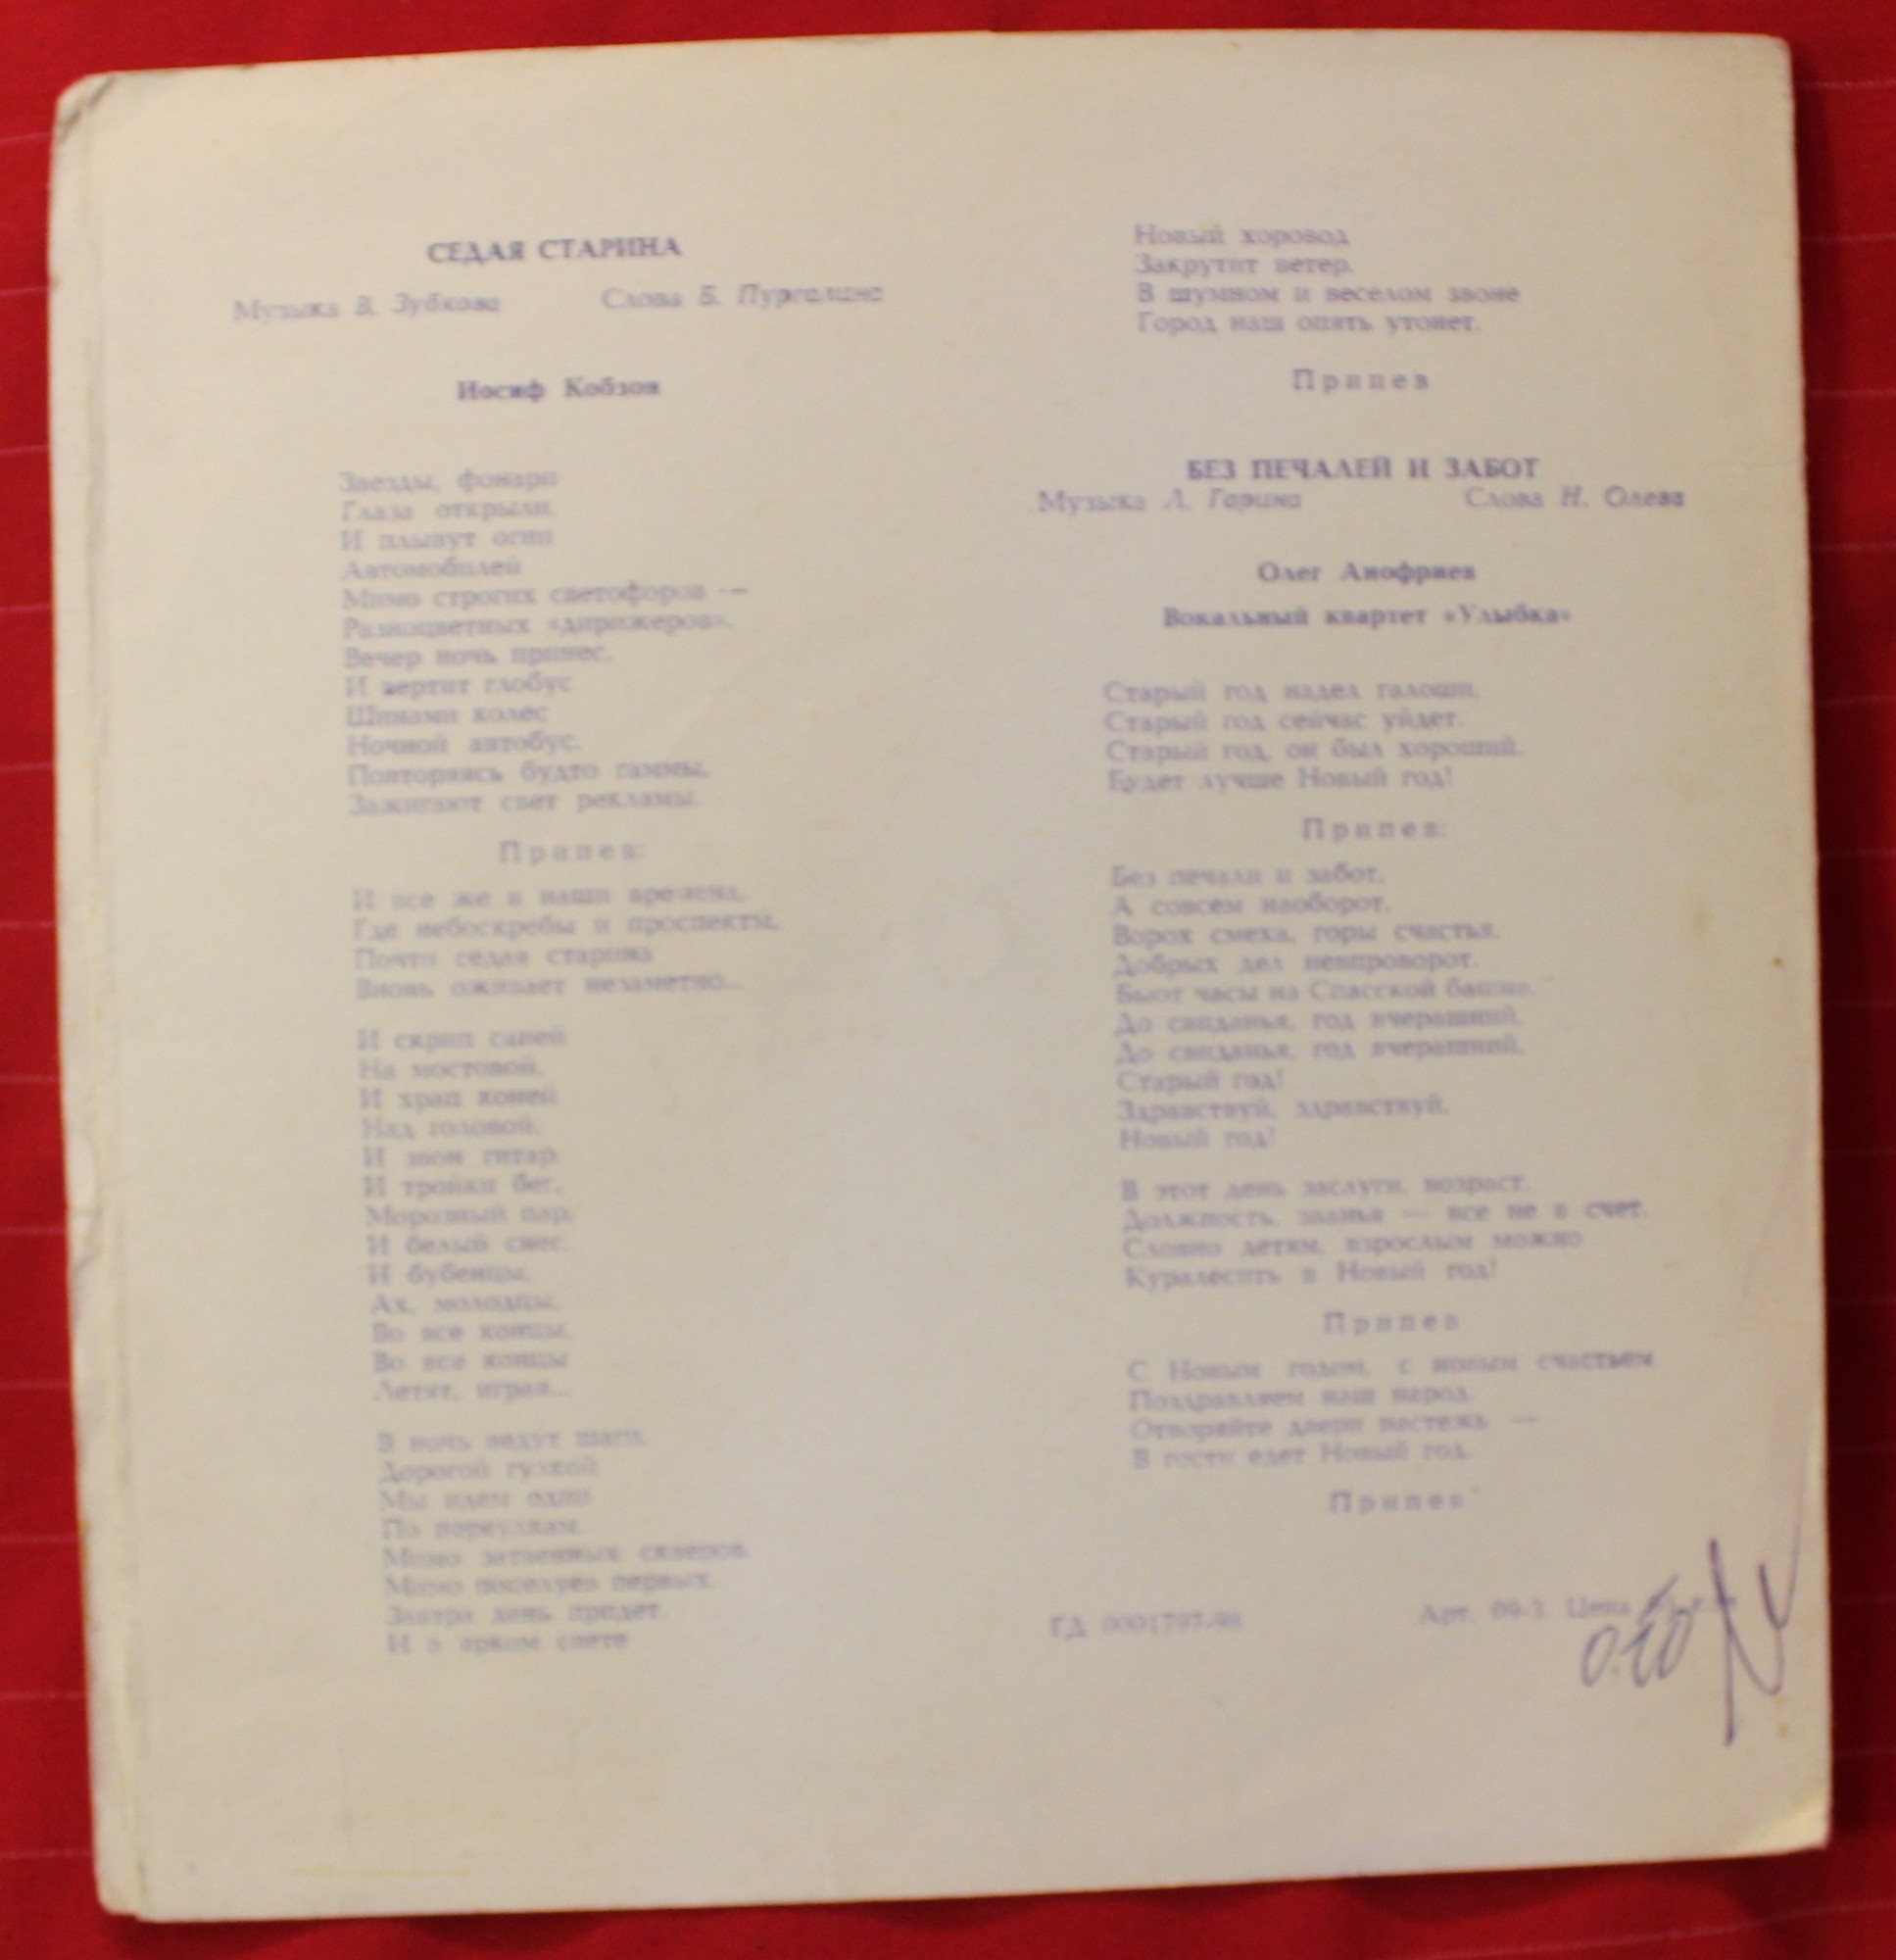 СЕДАЯ СТАРИНА
Музыка В. Зубкова Слова Б. Пургалина
Иосиф Кобзон
Звезды, фонари
Глаза открыли,
И плывут огни
Автомобилей
Мимо строгих светофоров —
Разноцветных «дирижеров».
Вечер ночь принес,
И вертит глобус
Шинами колес
Ночной автобус.
Повторяясь будто гаммы,
Зажигают свет рекламы.
Припев:
И все же в наши времена,
Где небоскребы и проспекты,
Почти седая старина
Вновь оживает незаметно...
И скрип саней
На мостовой,
И храп коней
Над головой,
И звон гитар,
И тройки бег,
Морозный пар,
И белый снег,
И бубенцы,
Ах, молодцы,
Во все концы,
Во все концы
Летят, играя...
В ночь ведут шаги,
Дорогой гулкой
Мы идем одни
По переулкам,
Мимо затаенных скверов,
Мимо поцелуев первых.
Завтра день придет,
И в ярком свете
Новый хоровод
Закрутит ветер,
В шумном и веселом звоне
Город наш опять утонет.
Припев
БЕЗ ПЕЧАЛЕЙ И ЗАБОТ
Музыка Л. Гарина Слова Н. Олева
Олег Анофриев
Вокальный квартет «Улыбка»
Старый год надел галоши,
Старый год сейчас уйдет.
Старый год, он был хороший,
Будет лучше Новый год!
Припев:
Без печали и забот,
А совсем наоборот,
Ворох смеха, горы счастья,
Добрых дел невпроворот.
Бьют часы на Спасской башне.
До свиданья, год вчерашний,
До свиданья, год вчерашний,
Старый год!
Здравствуй, здравствуй,
Новый год!
В этот день заслуги, возраст,
Должность, званья — все не в счет.
Словно детям, взрослым можно
Куралесить в Новый год!
Припев
С Новым годом, с новым счастьем
Поздравляем наш народ.
Отворяйте двери настежь —
В гости едет Новый год.
Припев
ГД 0001797-98 Арт. 09-3. Цена